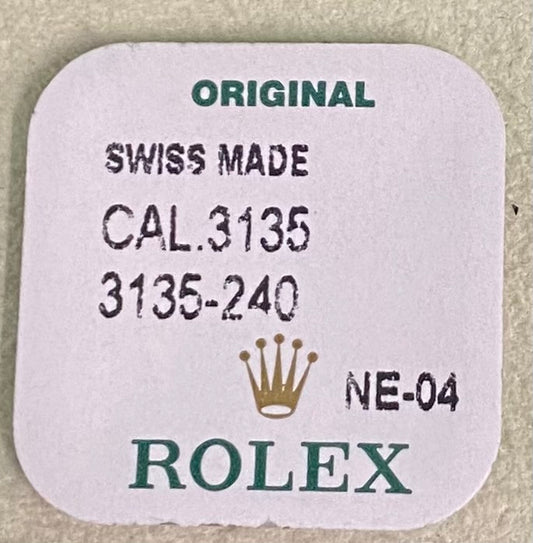 ORIGINAL
SWISS MADE
CAL.3135
3135-240
NE-04
ROLEX